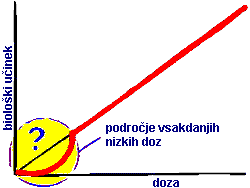 biološki učinek
?
področje vsakdanjih
nizkih doz
doza